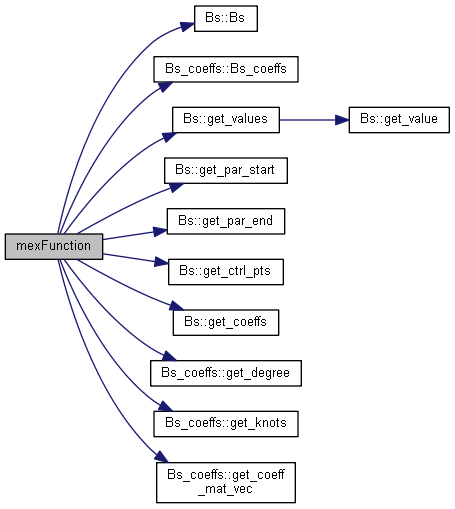 Bs::Bs
Bs_coeffs::Bs_coeffs
Bs::get_values
Bs::get_value
Bs::get_par_start
Bs::get_par_end
mexFunction
Bs::get_ctrl_pts
Bs::get_coeffs
Bs_coeffs::get_degree
Bs_coeffs::get_knots
Bs_coeffs::get_coeff
_mat_vec